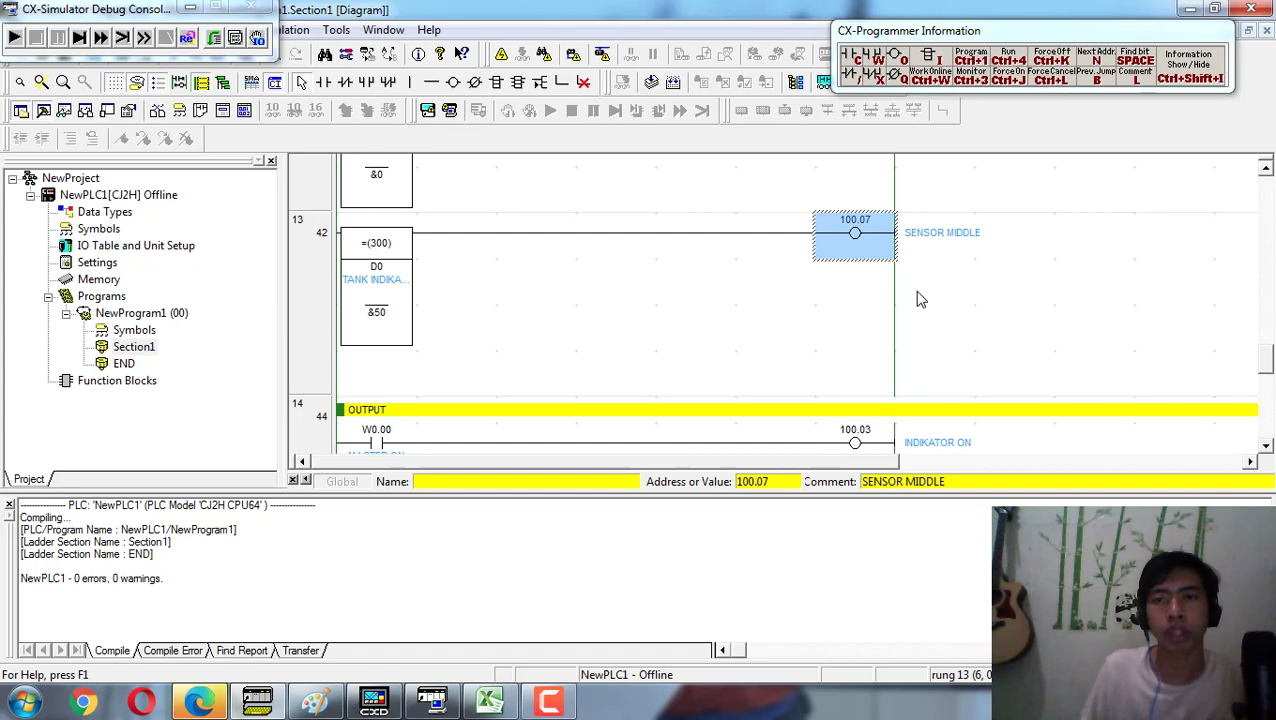 CX-Simulator Debug Consol...
1.Section1 [Diagram]]
Tools Window Help
CX-Programmer Information
C W O I Program Ctrl+1 Run Ctrl+4 Force Off Ctrl+K Next Addr. N Find bit SPACE Information Show / Hide
/ X Q Work Online Ctrl+W Monitor Ctrl+3 Force On Ctrl+J Force Cancel Ctrl+L Prev. Jump B Comment L Ctrl+Shift+I
NewProject
NewPLC1[CJ2H] Offline
Data Types
Symbols
IO Table and Unit Setup
Settings
Memory
Programs
NewProgram1 (00)
Symbols
Section1
END
Function Blocks
Project
&0
13
42
100.07
SENSOR MIDDLE
=(300)
D0
TANK INDIKA...
&50
14
44
OUTPUT
W0.00
100.03
INDIKATOR ON
Global Name: Address or Value: 100.07 Comment: SENSOR MIDDLE
---------------- PLC: 'NewPLC1' (PLC Model 'CJ2H CPU64' ) ----------------
Compiling...
[PLC/Program Name : NewPLC1/NewProgram1]
[Ladder Section Name : Section1]
[Ladder Section Name : END]
NewPLC1 - 0 errors, 0 warnings.
Compile Compile Error Find Report Transfer
For Help, press F1
NewPLC1 - Offline
rung 13 (6, 0